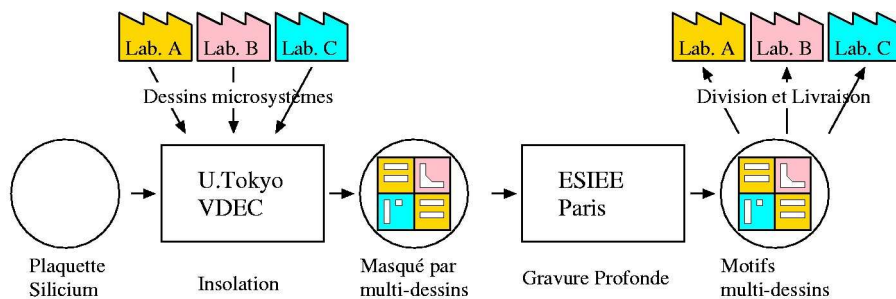 Lab. A
Lab. B
Lab. C
Dessins microsystèmes
Lab. A
Lab. B
Lab. C
Division et Livraison
U.Tokyo
VDEC
ESIEE
Paris
Plaquette
Silicium
Insolation
Masqué par
multi-dessins
Gravure Profonde
Motifs
multi-dessins